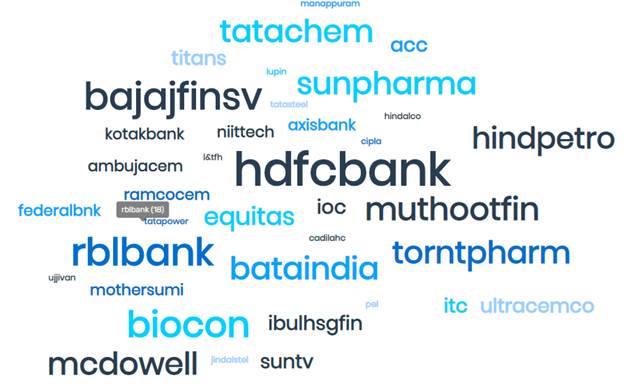 manappuram
tatachem
acc
titans
lupin
sunpharma
bajajfinsv
tatasteel
hindalco
kotakbank
niittech
axisbank
cipla
hindpetro
ambujacem
l&tfh
hdfcbank
ramcocem
federalbnk
rblbank (18)
tatapower
equitas
ioc
muthootfin
rblbank
cadilahc
torntpharm
ujjivan
bataindia
mothersumi
pel
itc
ultracemco
biocon
ibulhsgfin
mcdowell
jindalstel
suntv